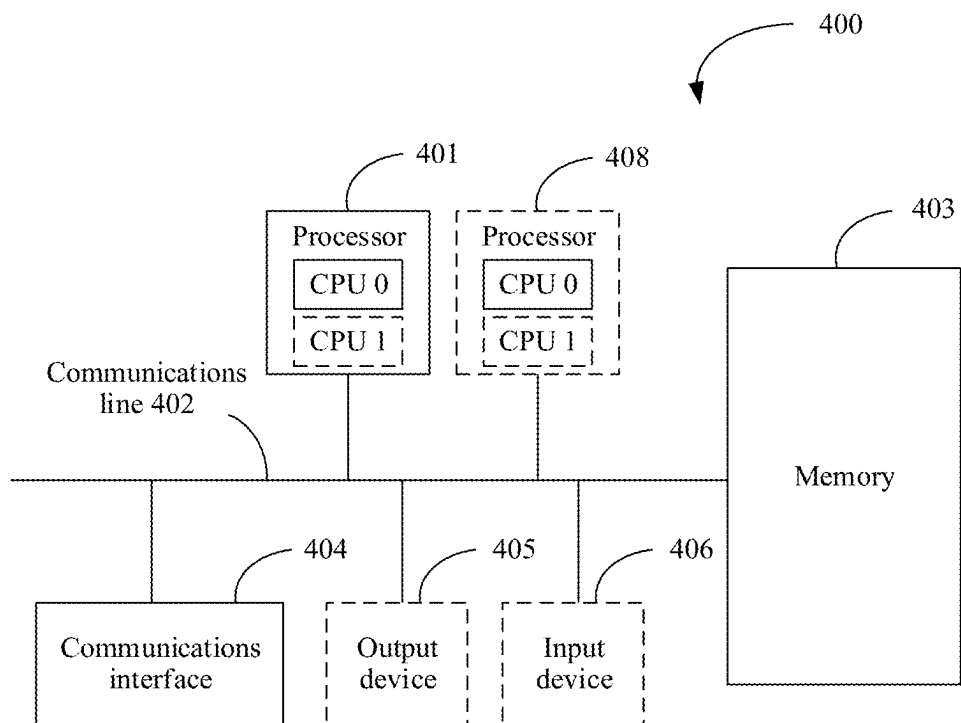 400
401
408
403
Processor
CPU 0
CPU 1
Processor
CPU 0
CPU 1
Communications
line 402
Memory
404
405
406
Communications
interface
Output
device
Input
device